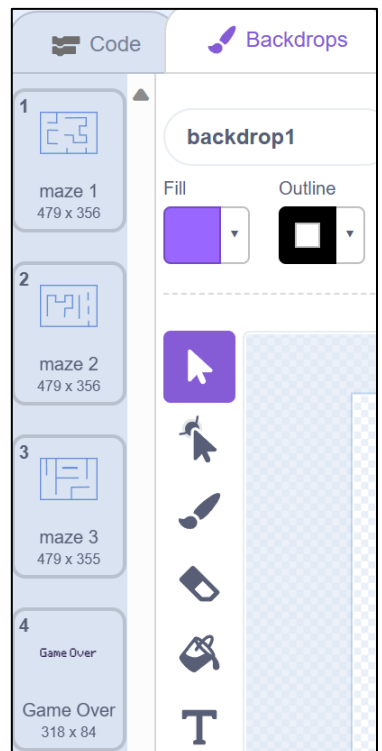 Code
Backdrops
1
maze 1
479 x 356
2
maze 2
479 x 356
3
maze 3
479 x 355
4
Game Over
Game Over
318 x 84
backdrop1
Fill
Outline
T